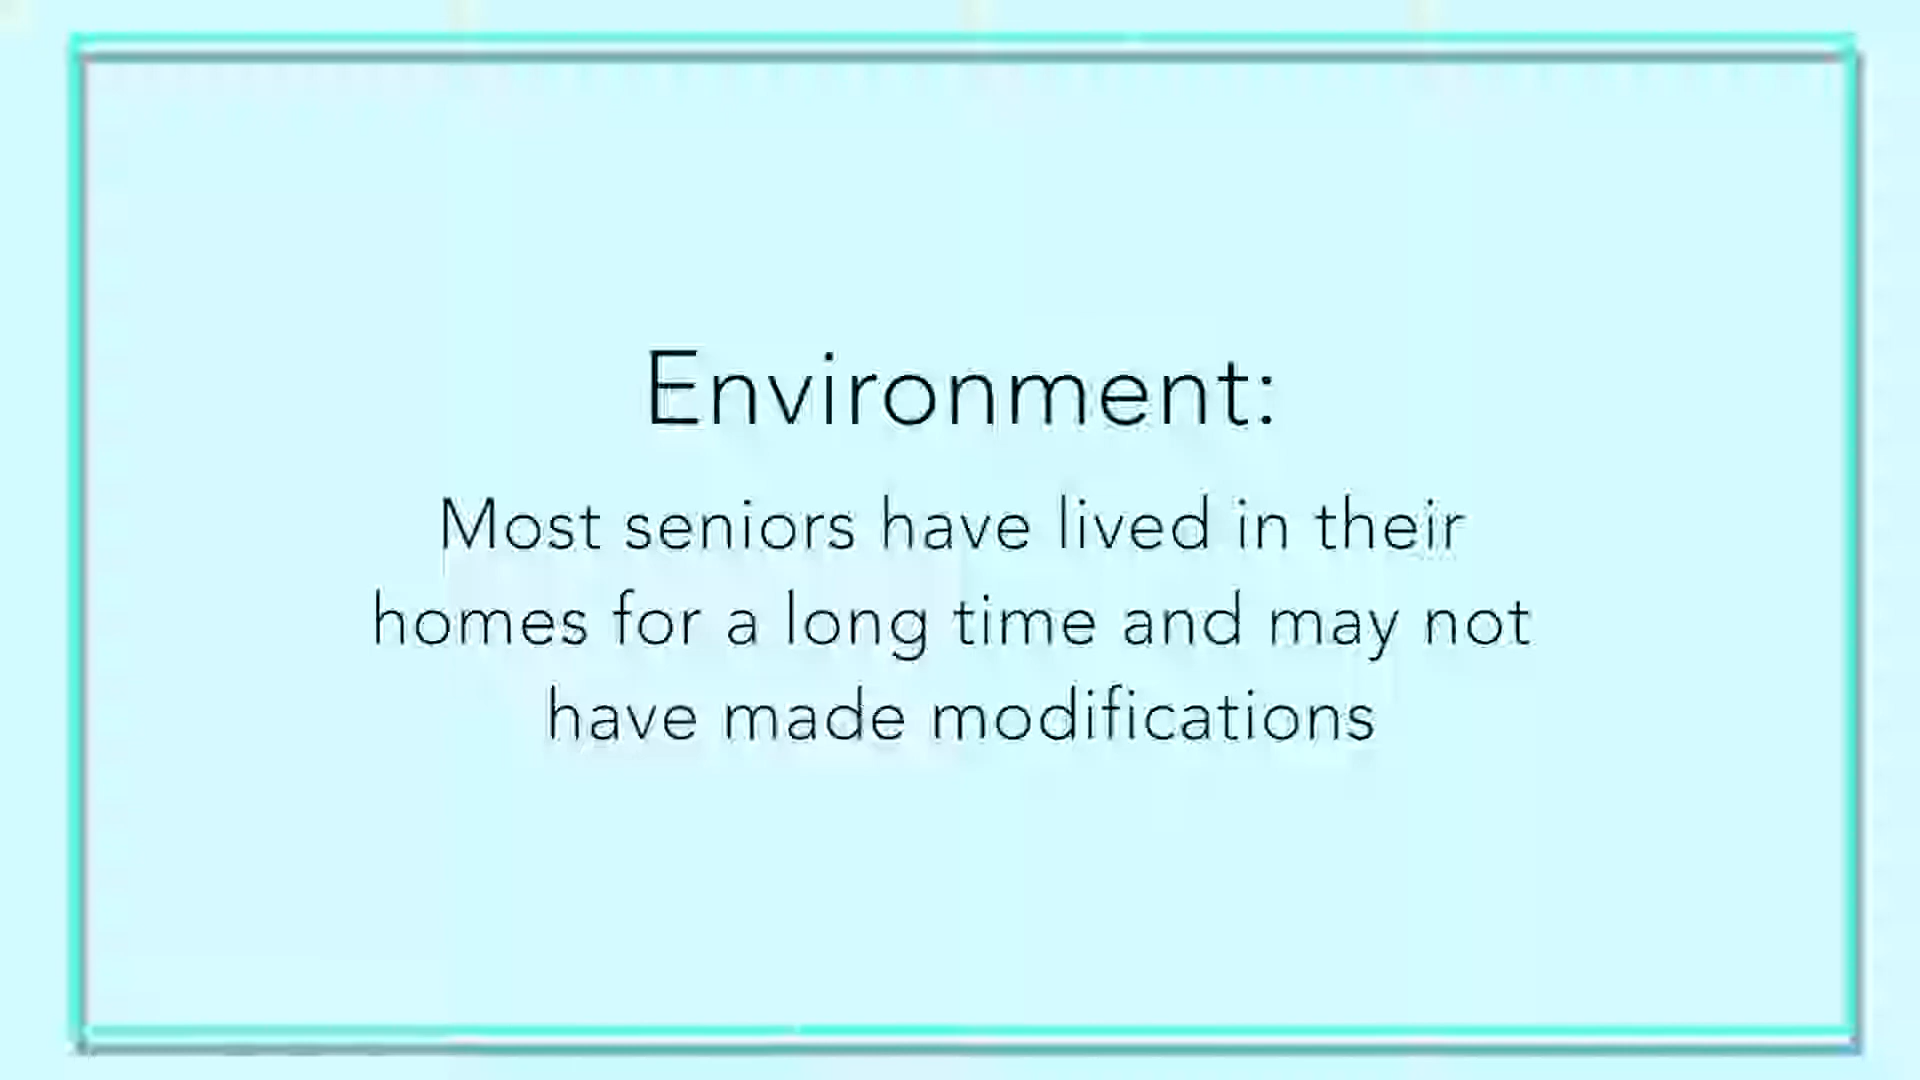 Environment:
Most seniors have lived in their
homes for a long time and may not
have made modifications